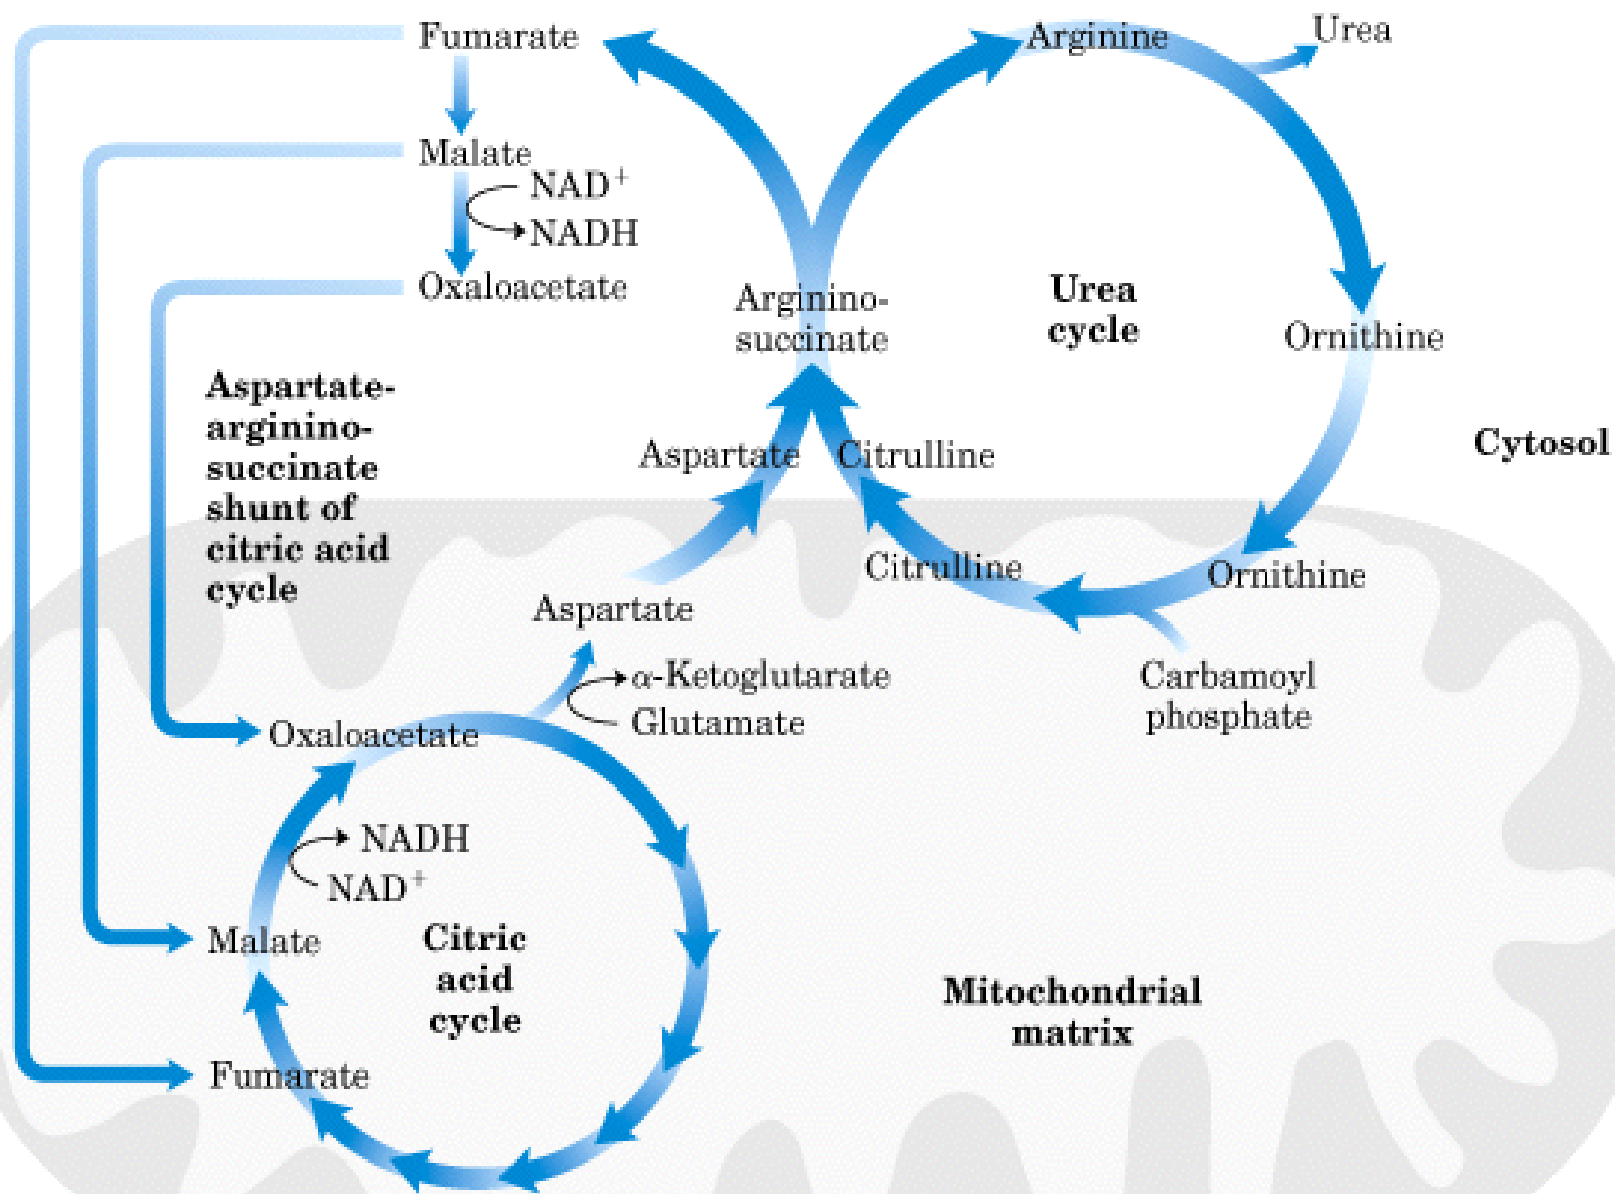 Fumarate
Arginine
Urea
Malate
NAD⁺
NADH
Oxaloacetate
Arginino-
succinate
Urea
cycle
Ornithine
Aspartate-
arginino-
succinate
shunt of
citric acid
cycle
Aspartate
Citrulline
Cytosol
Citrulline
Ornithine
Aspartate
α-Ketoglutarate
Glutamate
Carbamoyl
phosphate
Oxaloacetate
NADH
NAD⁺
Malate
Citric
acid
cycle
Mitochondrial
matrix
Fumarate